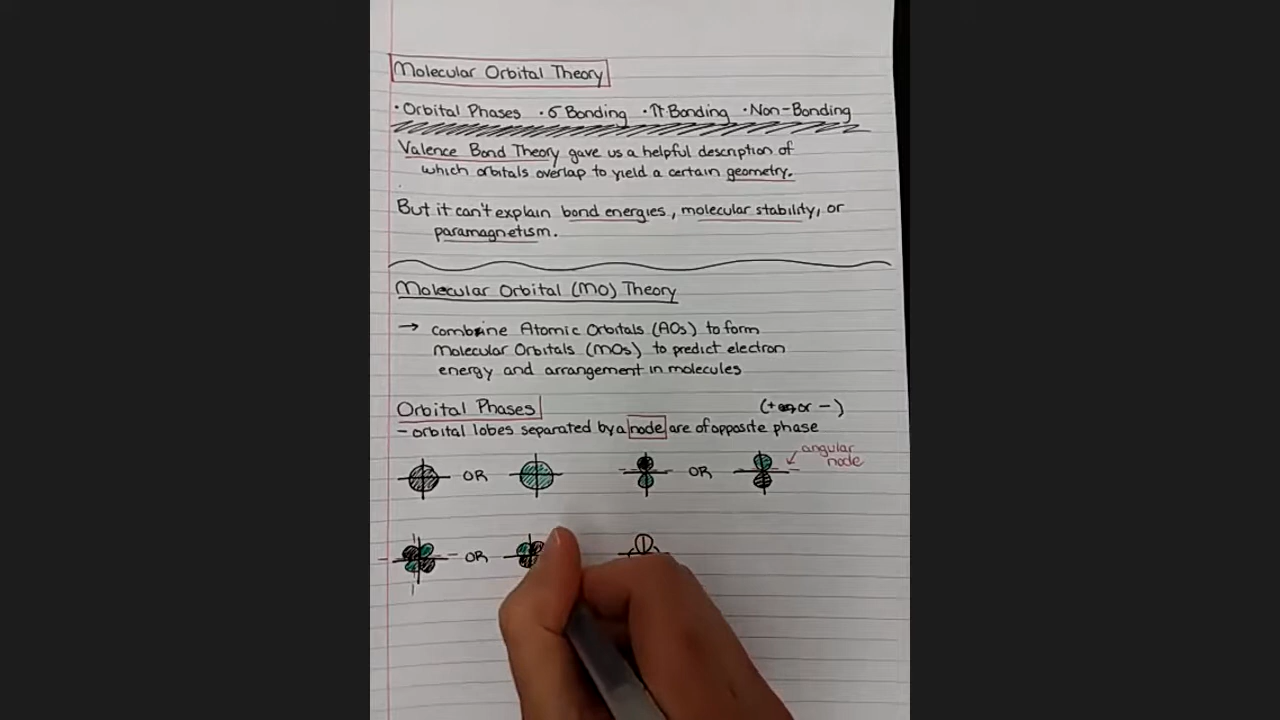 Molecular Orbital Theory
• Orbital Phases • σ Bonding • π Bonding • Non-Bonding
Valence Bond Theory gave us a helpful description of
which orbitals overlap to yield a certain geometry.
But it can't explain bond energies, molecular stability, or
paramagnetism.
Molecular Orbital (MO) Theory
→ combine Atomic Orbitals (AOs) to form
Molecular Orbitals (MOs) to predict electron
energy and arrangement in molecules
Orbital Phases
(+ or −)
- orbital lobes separated by a node are of opposite phase
OR
OR
angular
node
OR